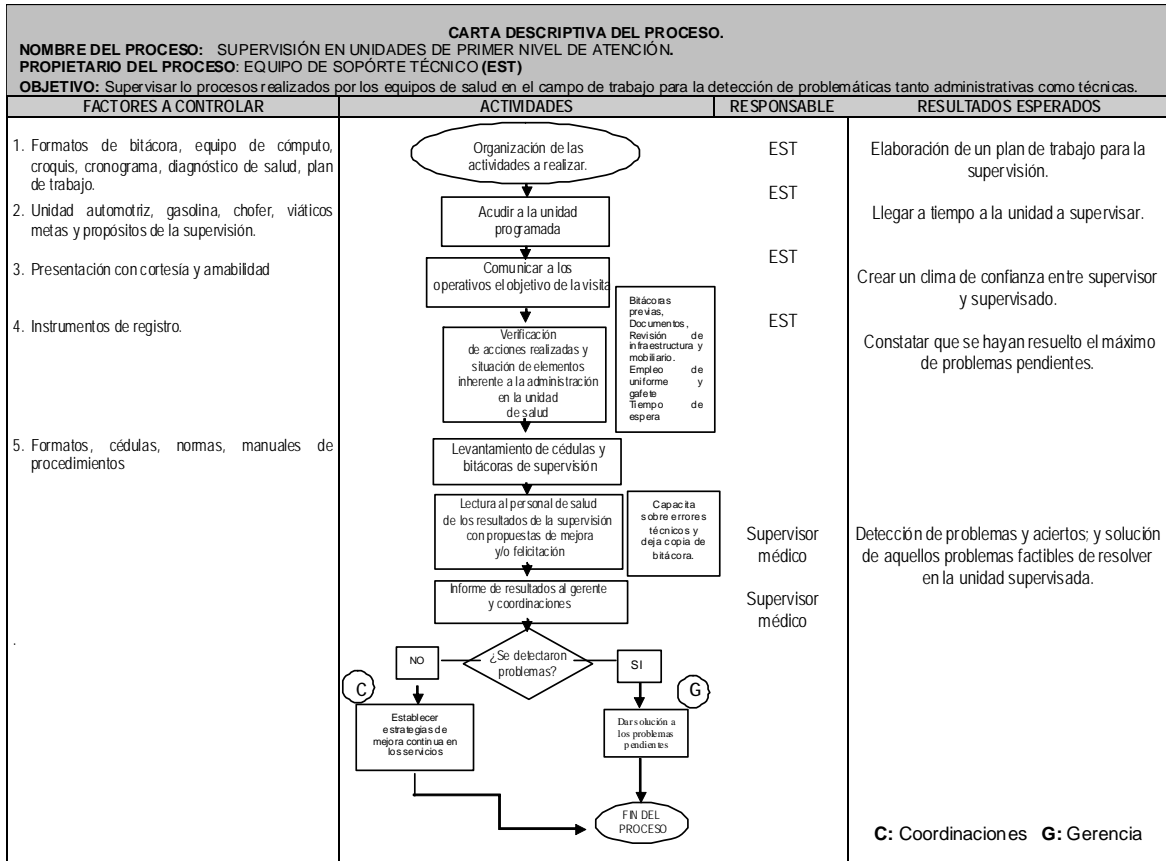 CARTA DESCRIPTIVA DEL PROCESO.
NOMBRE DEL PROCESO: SUPERVISIÓN EN UNIDADES DE PRIMER NIVEL DE ATENCIÓN.
PROPIETARIO DEL PROCESO: EQUIPO DE SOPÓRTE TÉCNICO (EST)
OBJETIVO: Supervisar lo procesos realizados por los equipos de salud en el campo de trabajo para la detección de problemáticas tanto administrativas como técnicas.
FACTORES A CONTROLAR
1. Formatos de bitácora, equipo de cómputo,
croquis, cronograma, diagnóstico de salud, plan
de trabajo.
2. Unidad automotriz, gasolina, chofer, viáticos
metas y propósitos de la supervisión.
3. Presentación con cortesía y amabilidad
4. Instrumentos de registro.
5. Formatos, cédulas, normas, manuales de
procedimientos
.
ACTIVIDADES
Organización de las
actividades a realizar.
Acudir a la unidad
programada
Comunicar a los
operativos el objetivo de la visita
Verificación
de acciones realizadas y
situación de elementos
inherente a la administración
en la unidad
de salud
Bitácoras
previas,
Documentos,
Revisión de
infraestructura y
mobiliario.
Empleo de
uniforme y
gafete
Tiempo de
espera
Levantamiento de cédulas y
bitácoras de supervisión
Lectura al personal de salud
de los resultados de la supervisión
con propuestas de mejora
y/o felicitación
Capacita
sobre errores
técnicos y
deja copia de
bitácora.
Informe de resultados al gerente
y coordinaciones
¿Se detectaron
problemas?
NO
SI
C
G
Establecer
estrategias de
mejora continua en
los servicios
Dar solución a
los problemas
pendientes
FIN DEL
PROCESO
RESPONSABLE
EST
EST
EST
EST
Supervisor
médico
Supervisor
médico
RESULTADOS ESPERADOS
Elaboración de un plan de trabajo para la
supervisión.
Llegar a tiempo a la unidad a supervisar.
Crear un clima de confianza entre supervisor
y supervisado.
Constatar que se hayan resuelto el máximo
de problemas pendientes.
Detección de problemas y aciertos; y solución
de aquellos problemas factibles de resolver
en la unidad supervisada.
C: Coordinaciones G: Gerencia